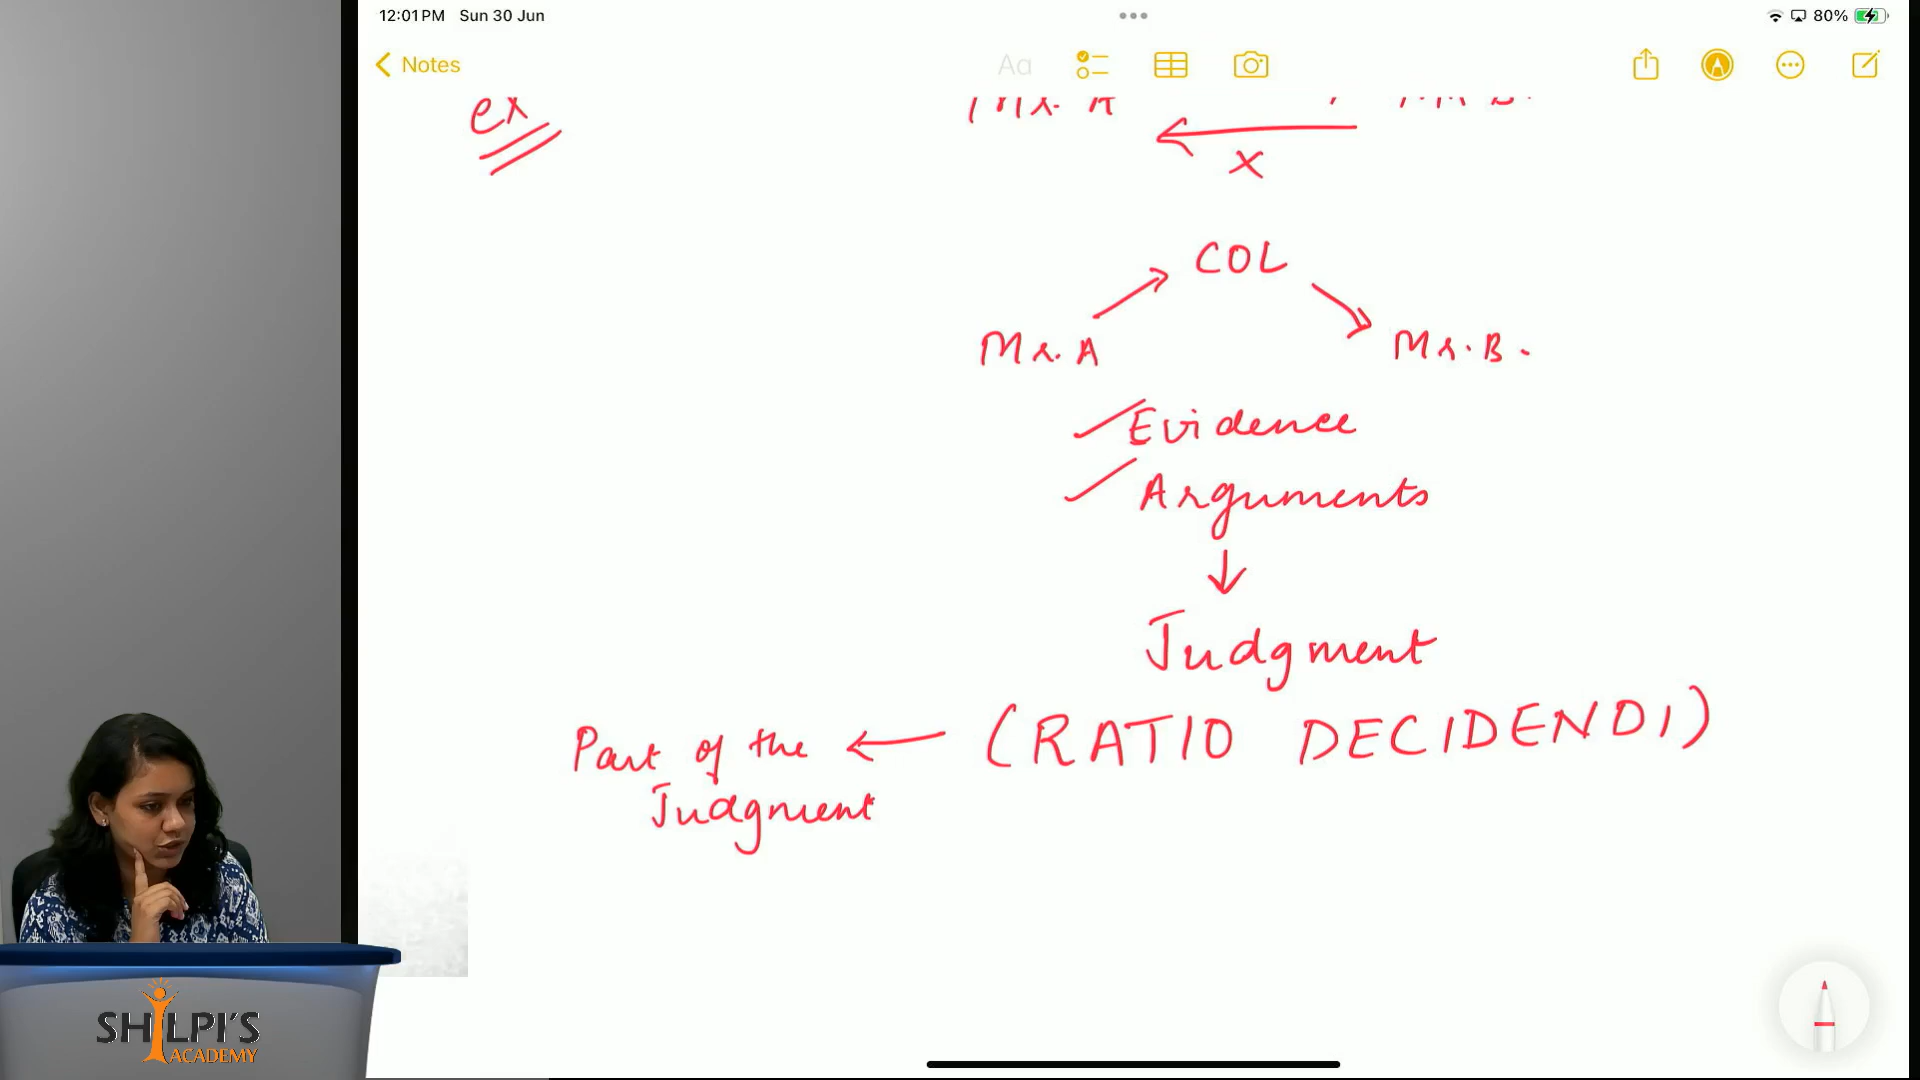 12:01 PM Sun 30 Jun
80%
Notes
Aa
ex
Mr. A
X
COL
Mr. A
Mr. B.
Evidence
Arguments
Judgment
(RATIO DECIDENDI)
Part of the
Judgment
SHILPI'S
ACADEMY